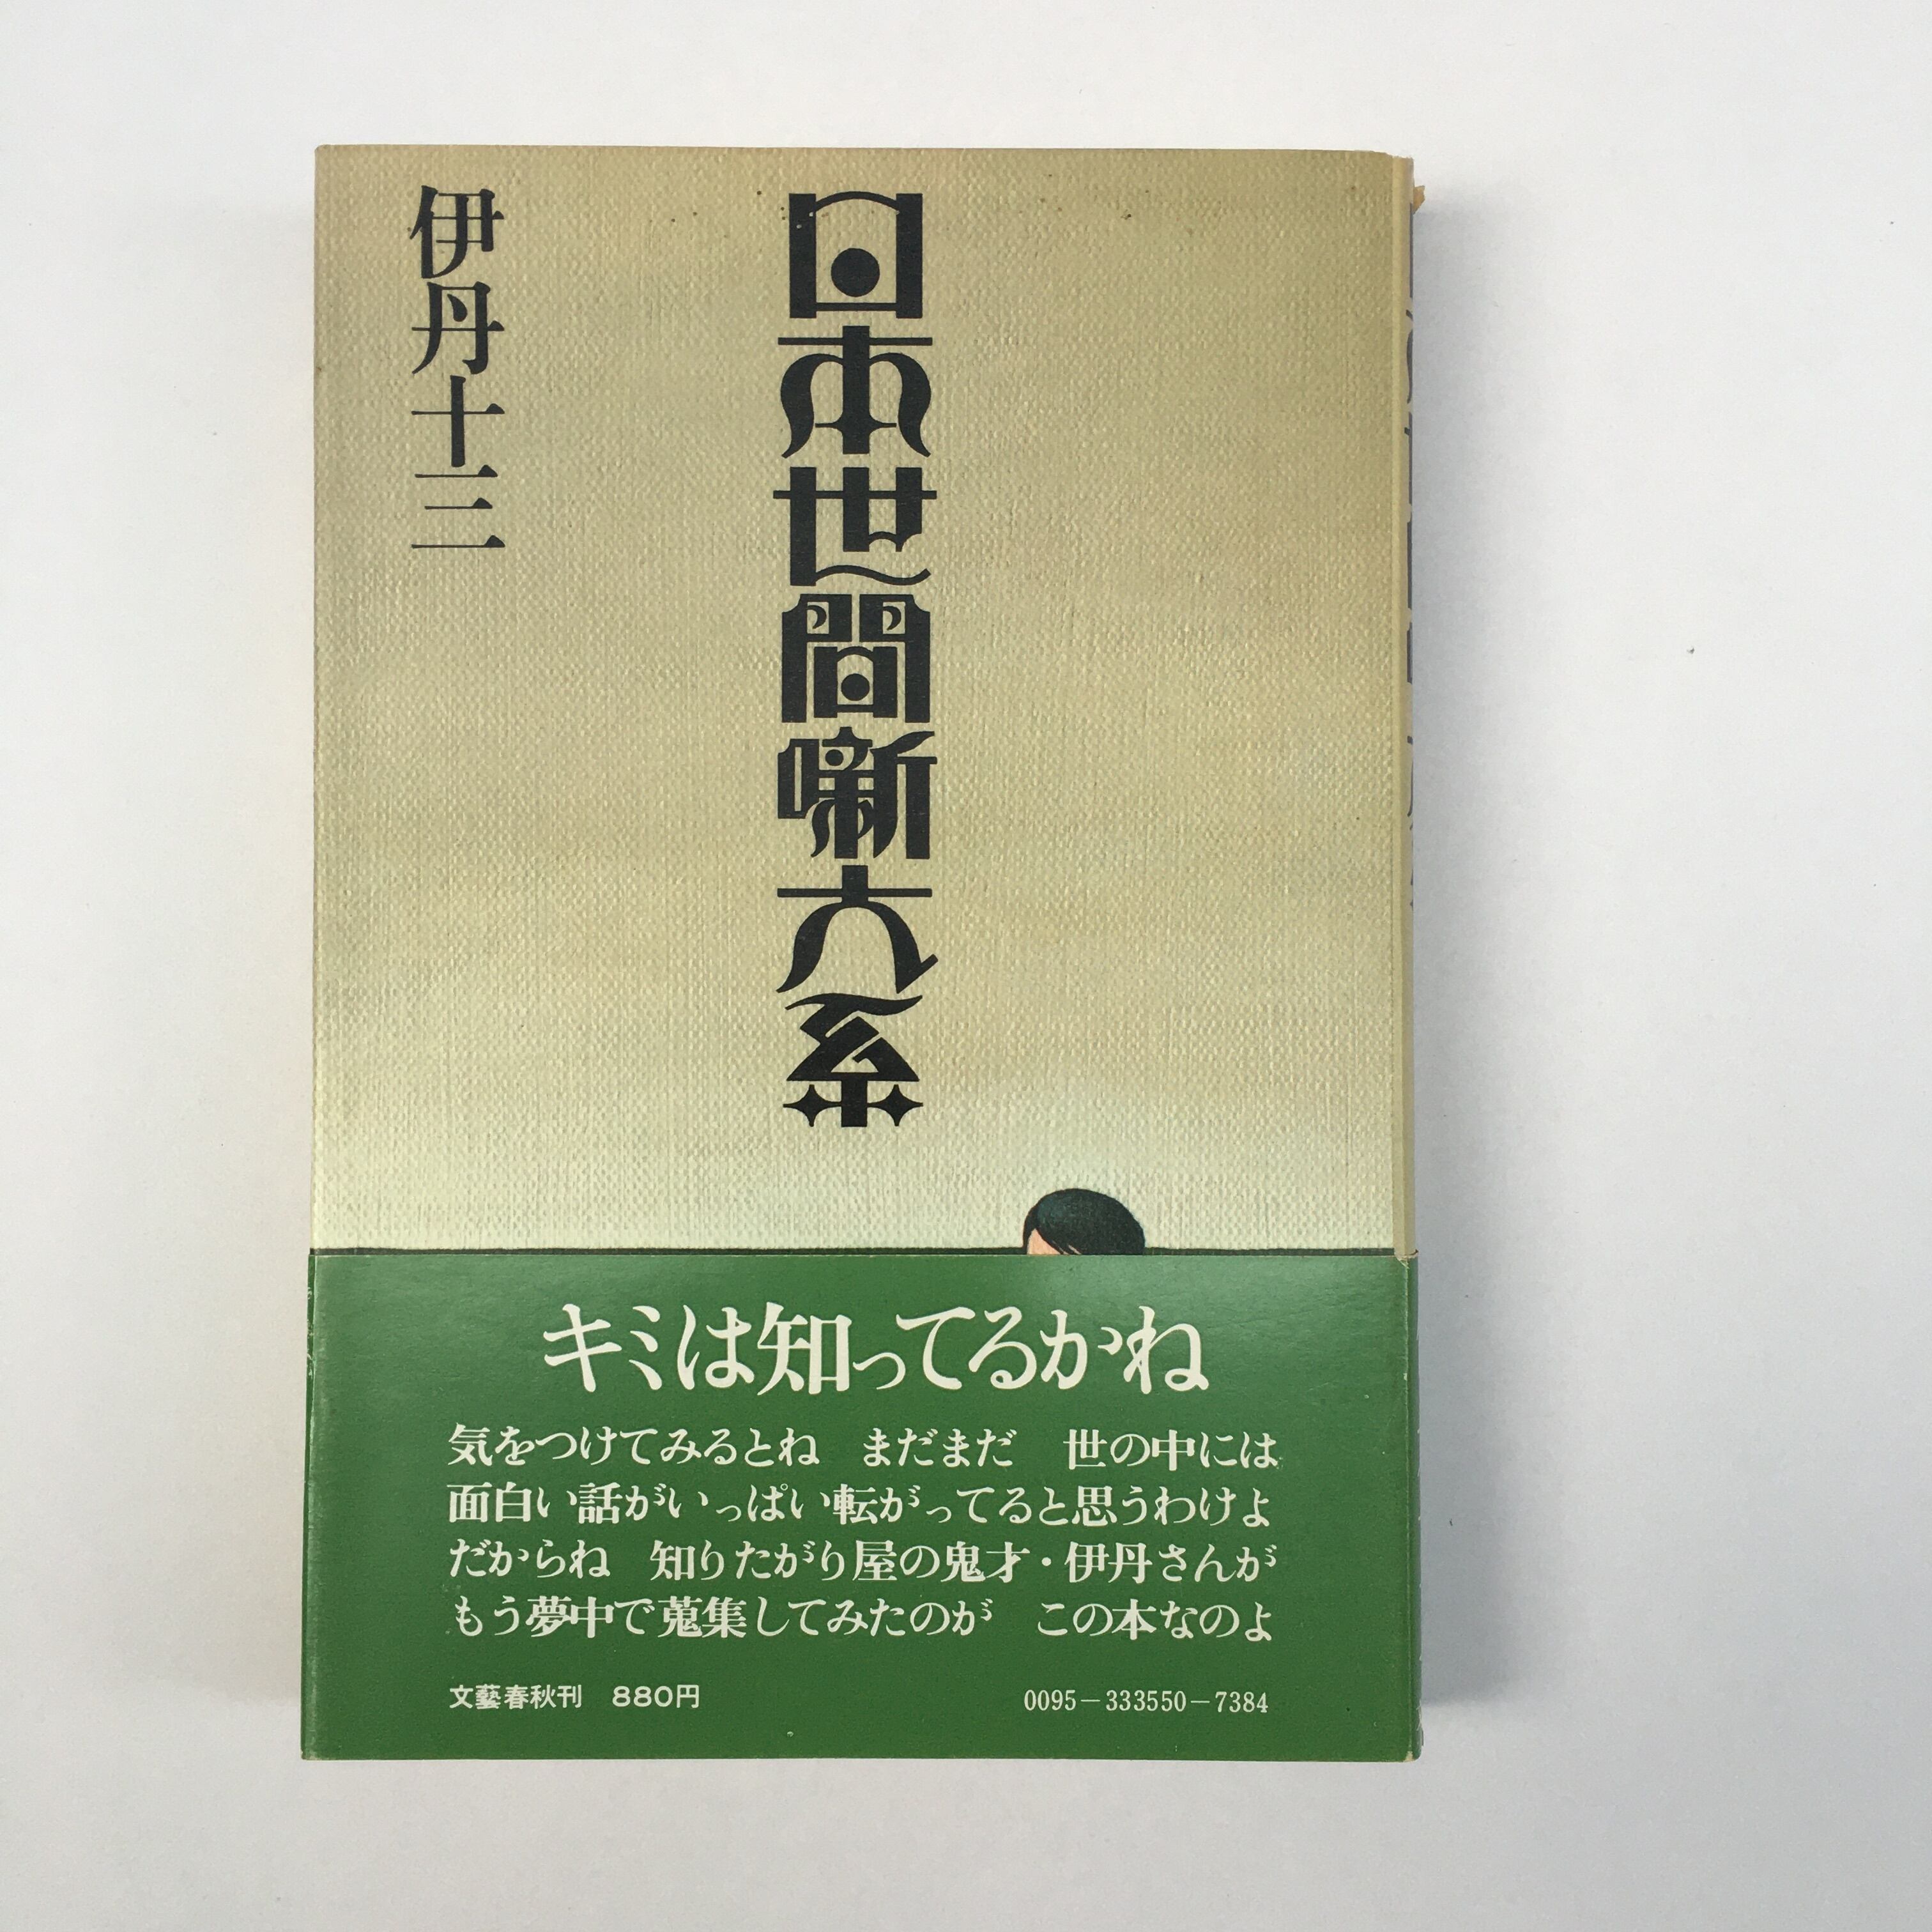 日本世間噺大系
伊丹十三
キミは知ってるかね
気をつけてみるとね　まだまだ　世の中には
面白い話がいっぱい転がってると思うわけよ
だからね　知りたがり屋の鬼才・伊丹さんが
もう夢中で蒐集してみたのが　この本なのよ
文藝春秋刊　880円
0095－333550－7384